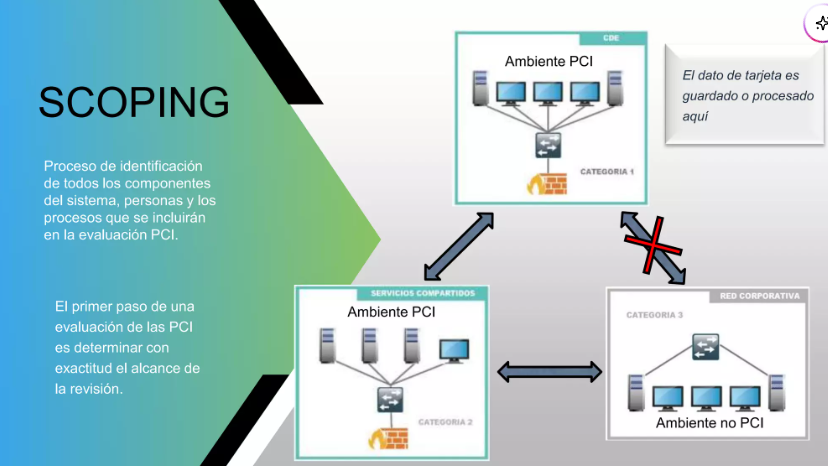 SCOPING
Proceso de identificación
de todos los componentes
del sistema, personas y los
procesos que se incluirán
en la evaluación PCI.
El primer paso de una
evaluación de las PCI
es determinar con
exactitud el alcance de
la revisión.
CDE
Ambiente PCI
CATEGORIA 1
El dato de tarjeta es
guardado o procesado
aquí
SERVICIOS COMPARTIDOS
Ambiente PCI
CATEGORIA 2
RED CORPORATIVA
CATEGORIA 3
Ambiente no PCI